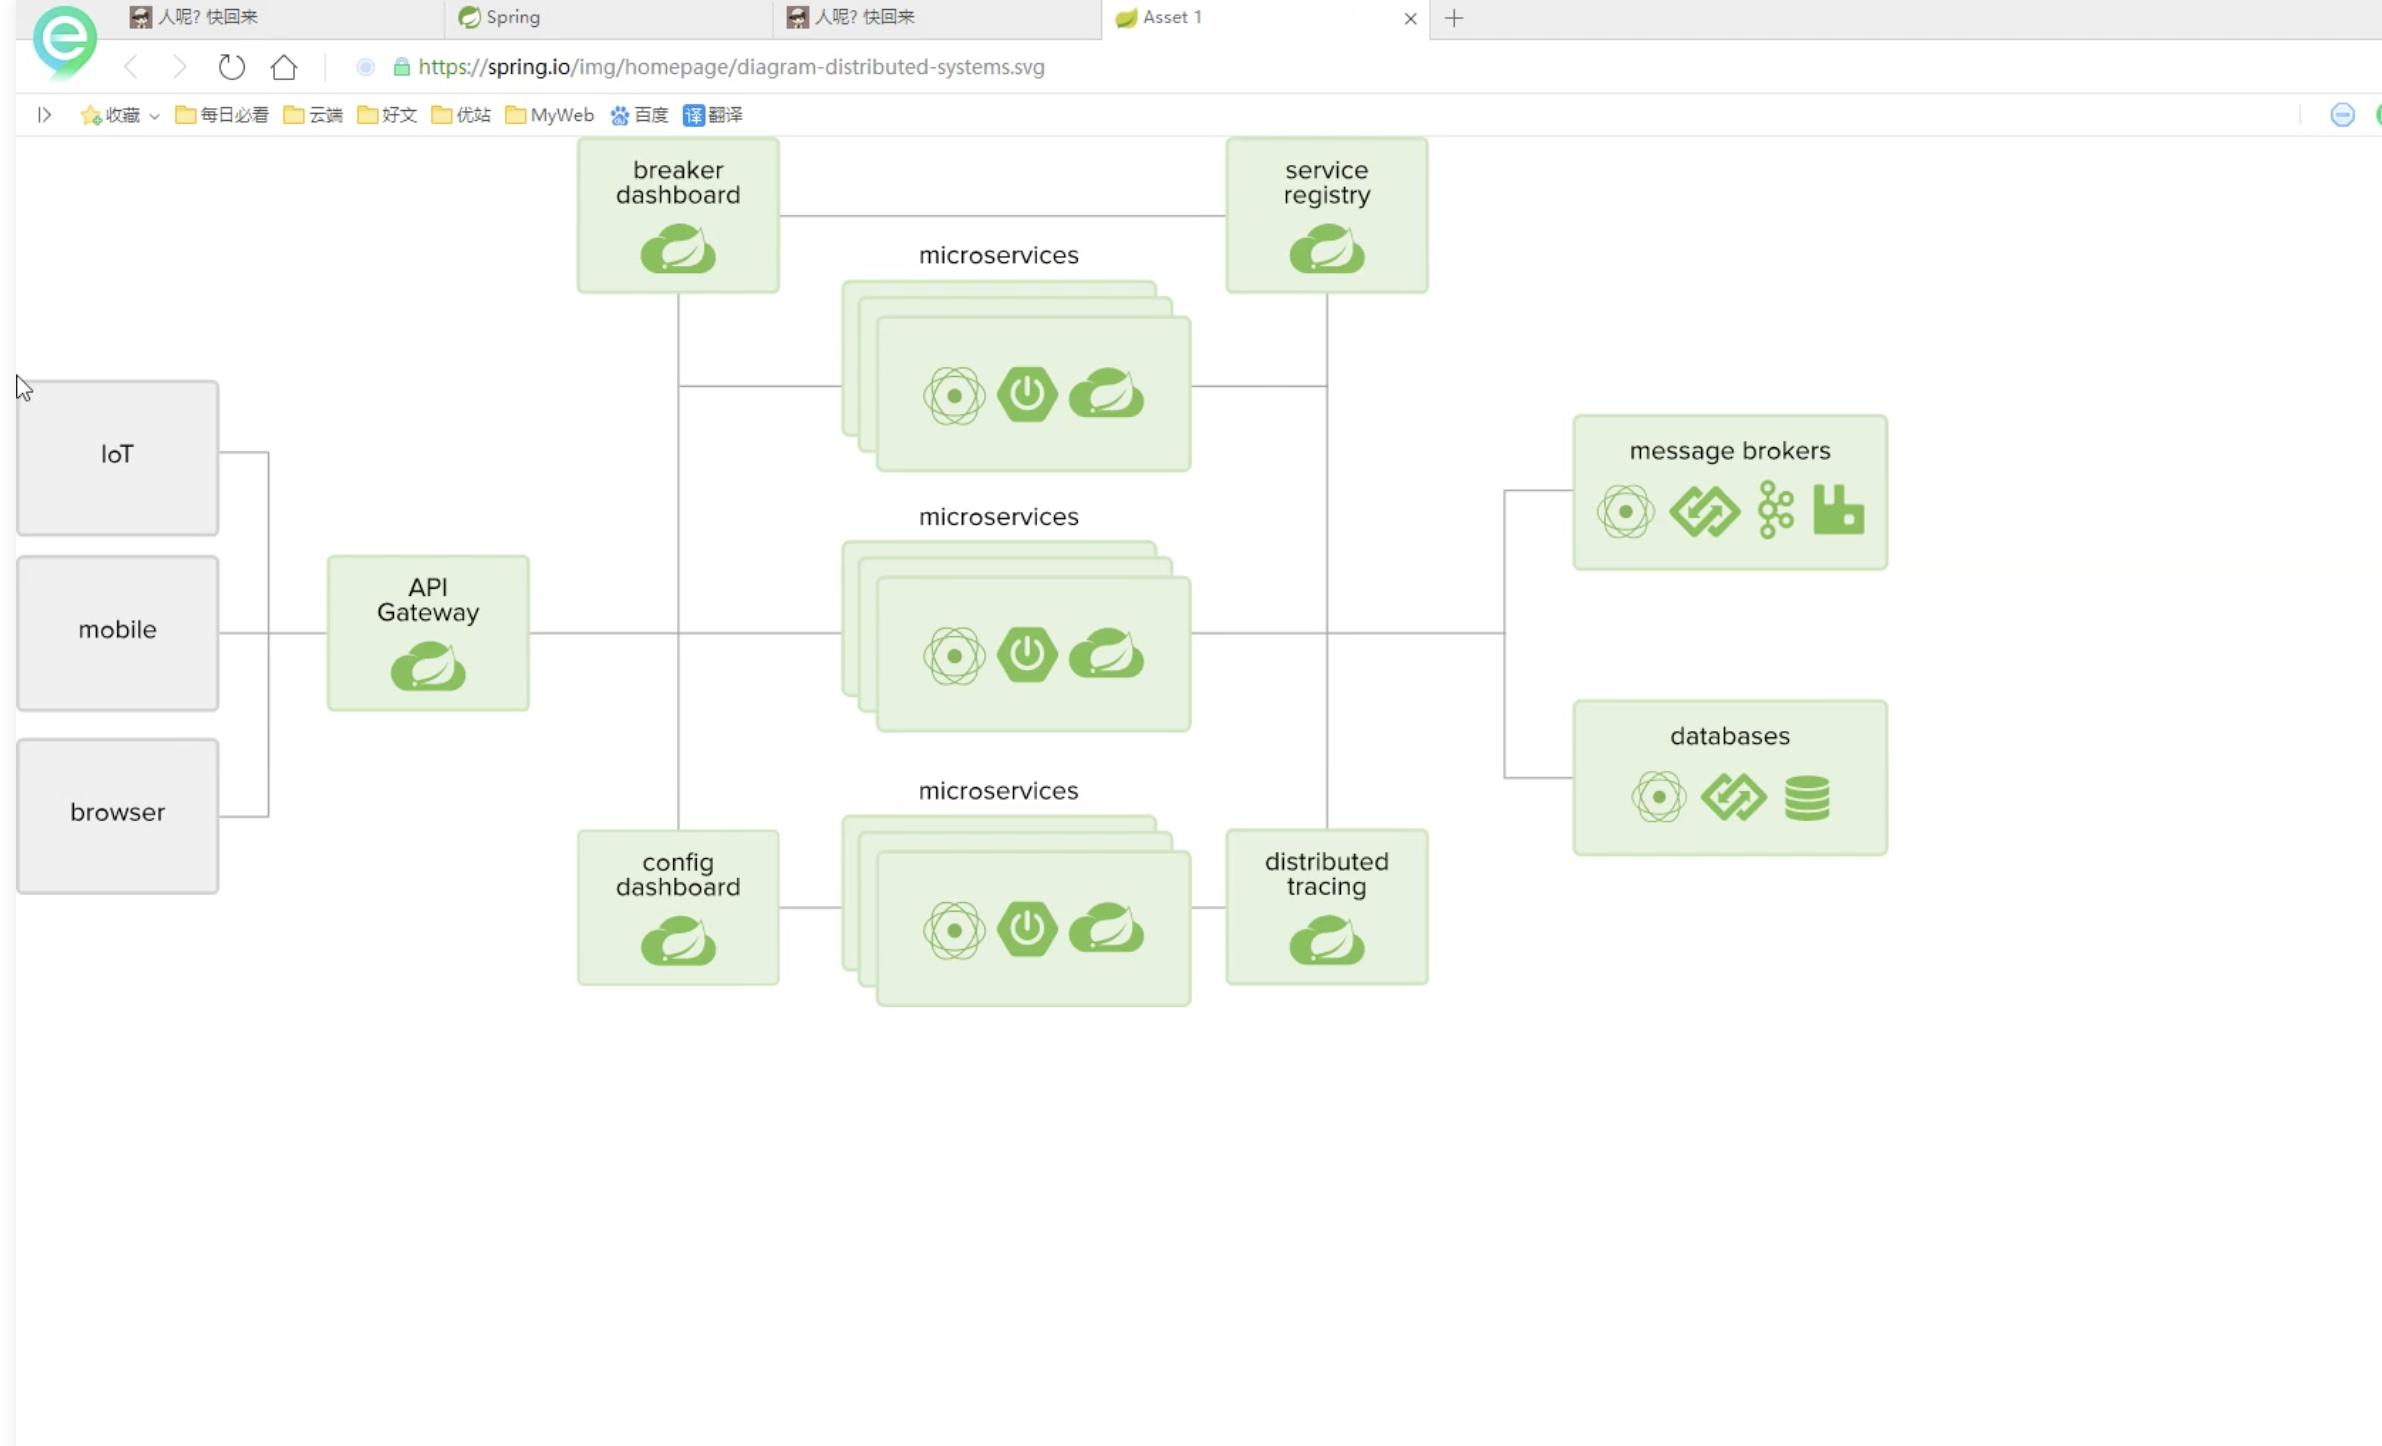 人呢? 快回来
Spring
人呢? 快回来
Asset 1
https://spring.io/img/homepage/diagram-distributed-systems.svg
收藏
每日必看
云端
好文
优站
MyWeb
百度
译 翻译
breaker
dashboard
service
registry
microservices
IoT
message brokers
microservices
API
Gateway
mobile
databases
microservices
browser
config
dashboard
distributed
tracing